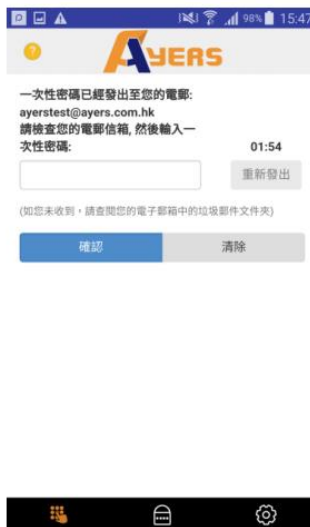 98% 15:47
? AYERS
一次性密碼已經發出至您的電郵:
ayerstest@ayers.com.hk
請檢查您的電郵信箱, 然後輸入一
次性密碼: 01:54
重新發出
(如您未收到，請查閱您的電子郵箱中的垃圾郵件文件夾)
確認 清除